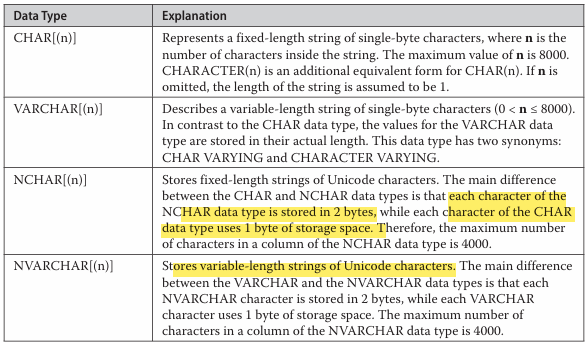 Data Type
Explanation
CHAR[(n)]
Represents a fixed-length string of single-byte characters, where n is the
number of characters inside the string. The maximum value of n is 8000.
CHARACTER(n) is an additional equivalent form for CHAR(n). If n is
omitted, the length of the string is assumed to be 1.
VARCHAR[(n)]
Describes a variable-length string of single-byte characters (0 < n ≤ 8000).
In contrast to the CHAR data type, the values for the VARCHAR data
type are stored in their actual length. This data type has two synonyms:
CHAR VARYING and CHARACTER VARYING.
NCHAR[(n)]
Stores fixed-length strings of Unicode characters. The main difference
between the CHAR and NCHAR data types is that each character of the
NCHAR data type is stored in 2 bytes, while each character of the CHAR
data type uses 1 byte of storage space. Therefore, the maximum number
of characters in a column of the NCHAR data type is 4000.
NVARCHAR[(n)]
Stores variable-length strings of Unicode characters. The main difference
between the VARCHAR and the NVARCHAR data types is that each
NVARCHAR character is stored in 2 bytes, while each VARCHAR
character uses 1 byte of storage space. The maximum number of
characters in a column of the NVARCHAR data type is 4000.